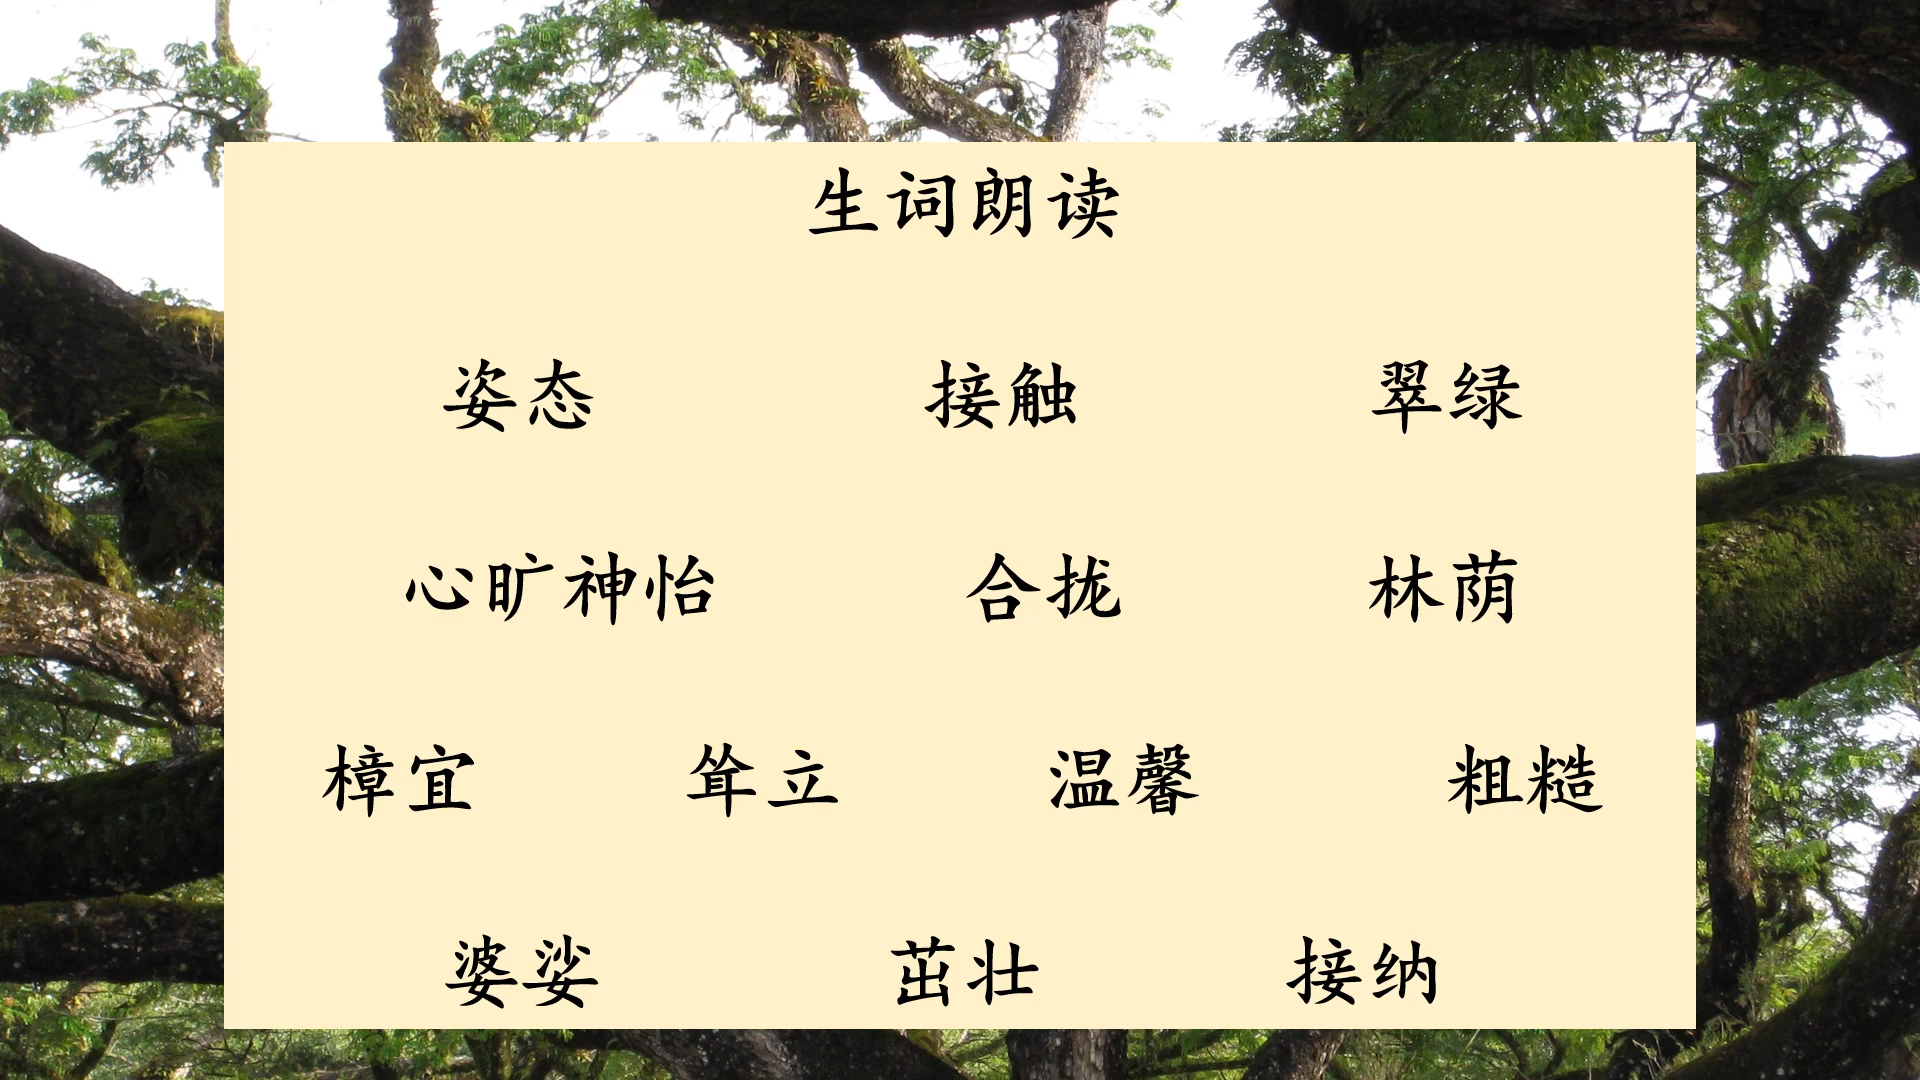 生词朗读
姿态 接触 翠绿
心旷神怡 合拢 林荫
樟宜 耸立 温馨 粗糙
婆娑 茁壮 接纳